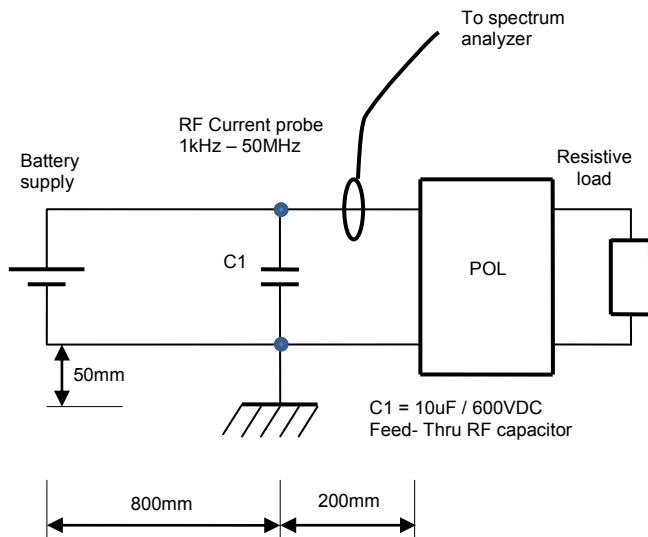 To spectrum
analyzer
RF Current probe
1kHz – 50MHz
Battery
supply
Resistive
load
C1
POL
50mm
C1 = 10uF / 600VDC
Feed- Thru RF capacitor
800mm
200mm